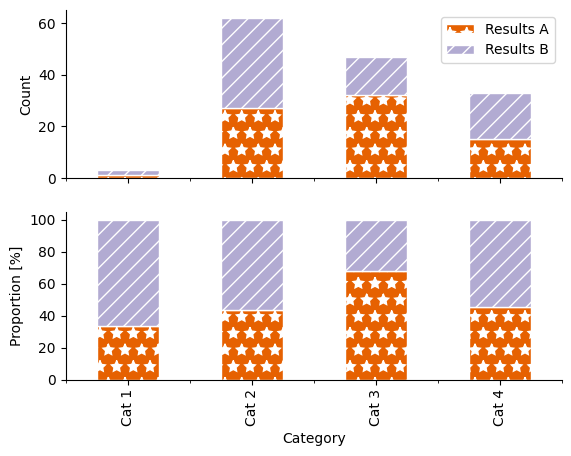 60
40
20
0
Count
Results A
Results B
100
80
60
40
20
0
Proportion [%]
Cat 1
Cat 2
Cat 3
Cat 4
Category